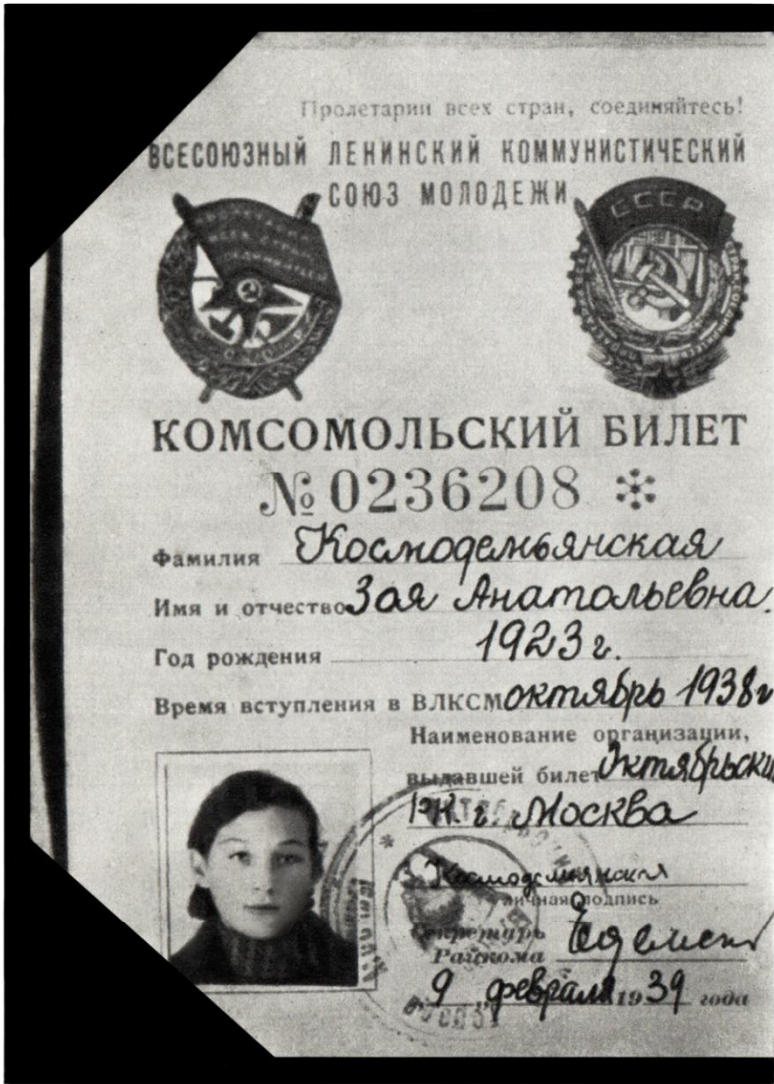 Пролетарии всех стран, соединяйтесь!
ВСЕСОЮЗНЫЙ ЛЕНИНСКИЙ КОММУНИСТИЧЕСКИЙ
СОЮЗ МОЛОДЕЖИ
СССР
КОМСОМОЛЬСКИЙ БИЛЕТ
№ 0236208 *
Фамилия Космодемьянская
Имя и отчество Зоя Анатольевна.
Год рождения 1923 г.
Время вступления в ВЛКСМ октябрь 1938 г
Наименование организации,
выдавшей билет Октябрьский
РК г. Москва
Космодемьянская
личная подпись
Секретарь
Райкома
9 февраля 1939 года